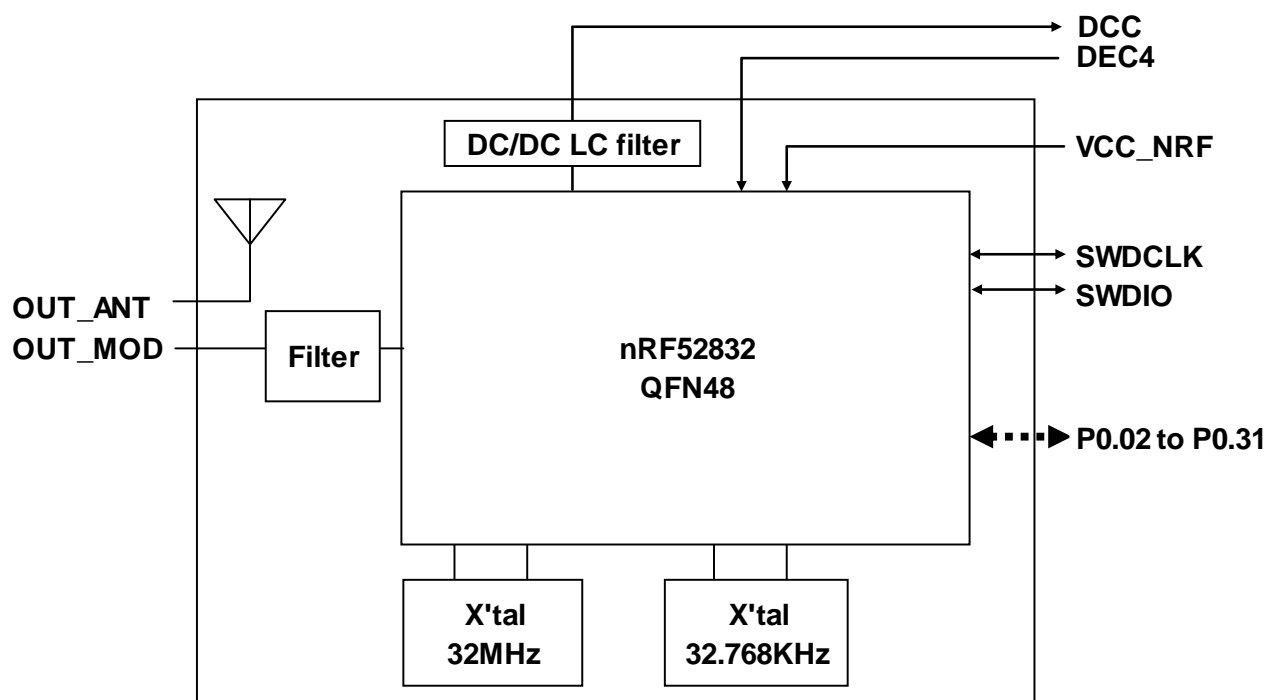 DCC
DEC4
DC/DC LC filter
VCC_NRF
SWDCLK
SWDIO
OUT_ANT
OUT_MOD
Filter
nRF52832
QFN48
P0.02 to P0.31
X'tal
32MHz
X'tal
32.768KHz